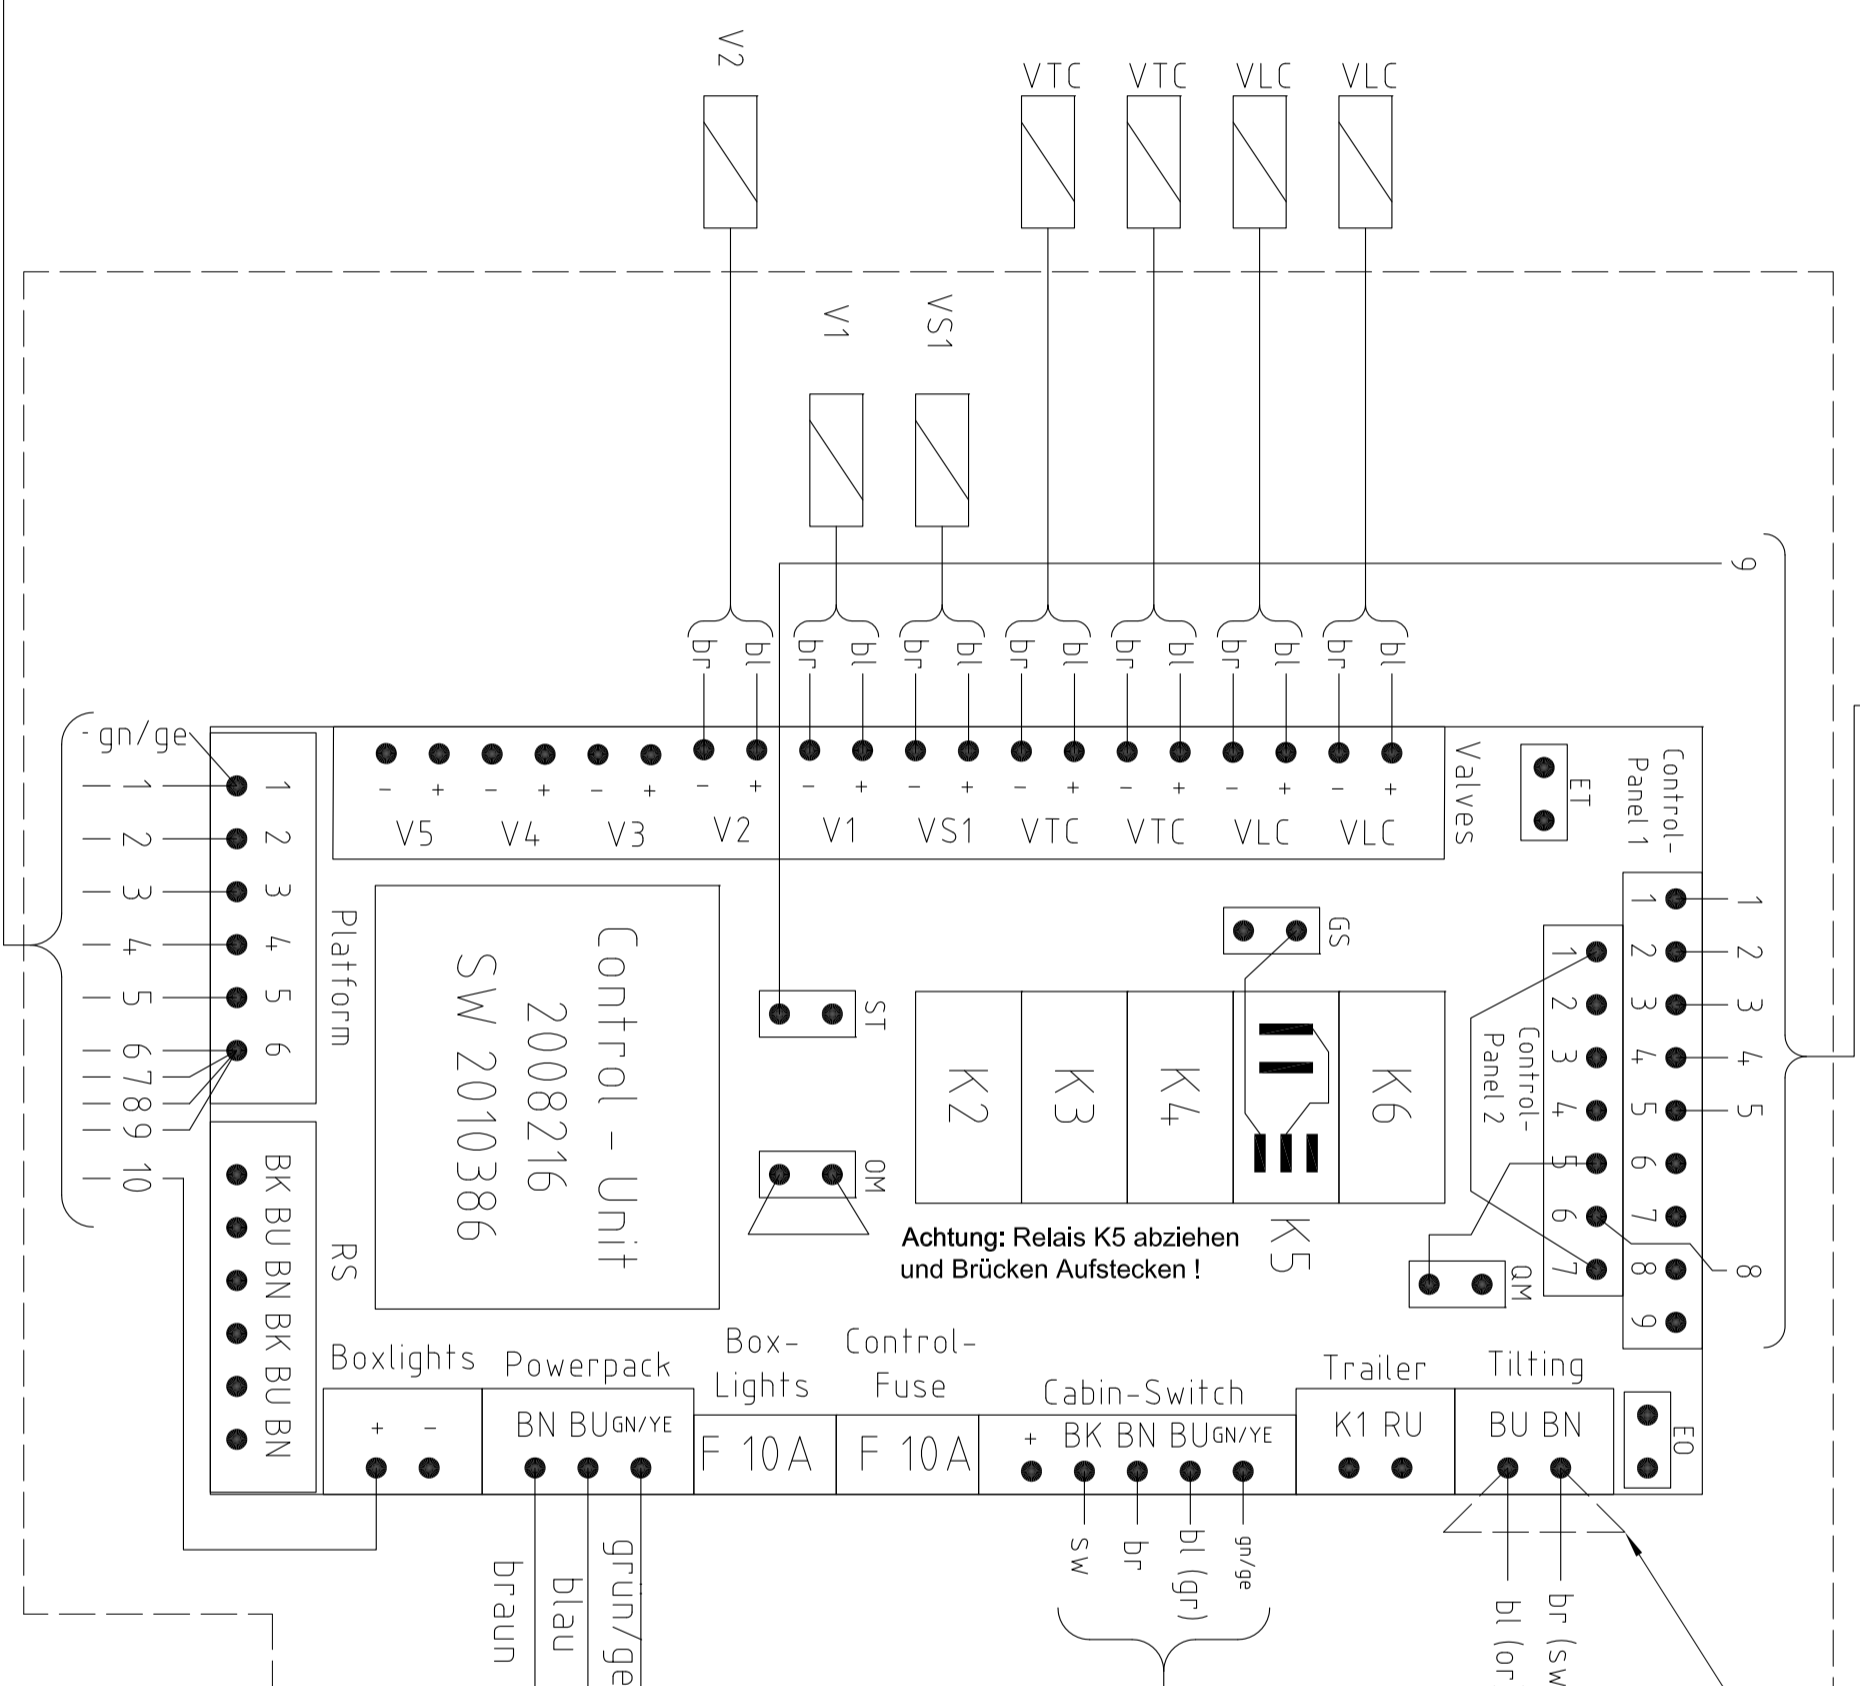 V2
VTC VTC VLC VLC
V1
VS1
9
br bl br bl br bl br bl br bl br bl br bl
- + - + - + - + - + - + - + - + - + - +
V5 V4 V3 V2 V1 VS1 VTC VTC VLC VLC
Valves
ET
Control-
Panel 1
1 2 3 4 5 6 7 8 9
1 2 3 4 5
8
Control-
Panel 2
1 2 3 4 5 6 7
QM
gn/ge
1 2 3 4 5 6 7 8 9 10
1 2 3 4 5 6
Platform
BK BU BN BK BU BN
RS
Control - Unit
2008216
SW 2010386
ST
OM
GS
K2 K3 K4 K5 K6
Achtung: Relais K5 abziehen
und Brücken Aufstecken !
Boxlights
+ -
Powerpack
BN BU GN/YE
Box-
Lights
F 10A
Control-
Fuse
F 10A
Cabin-Switch
+ BK BN BU GN/YE
Trailer
K1 RU
Tilting
BU BN
EO
braun
blau
grün/ge
sw
br
bl (gr)
gn/ge
bl (or
br (sw